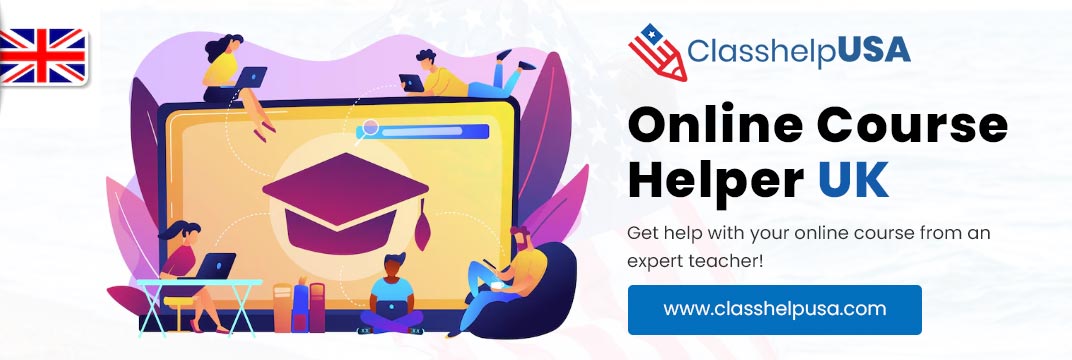 ClasshelpUSA
Online Course
Helper UK
Get help with your online course from an
expert teacher!
www.classhelpusa.com